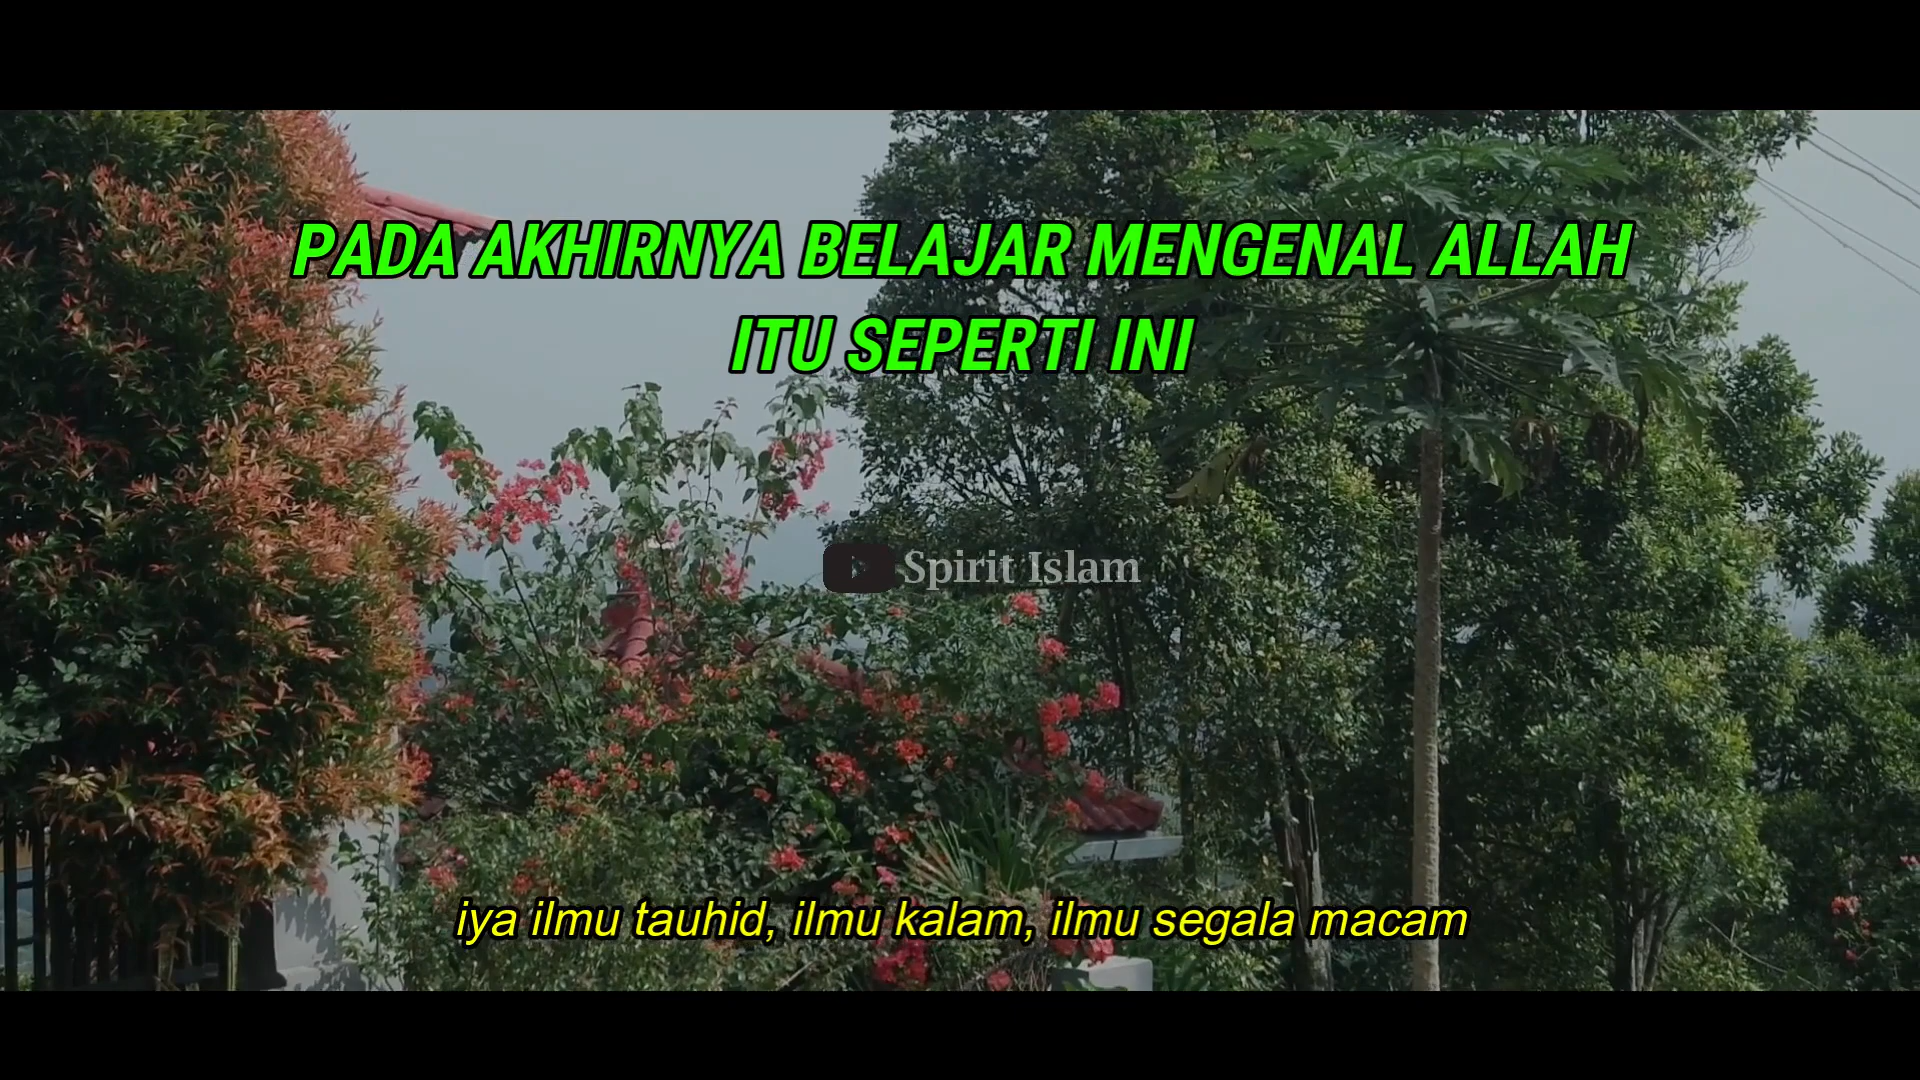 PADA AKHIRNYA BELAJAR MENGENAL ALLAH
ITU SEPERTI INI
Spirit Islam
iya ilmu tauhid, ilmu kalam, ilmu segala macam